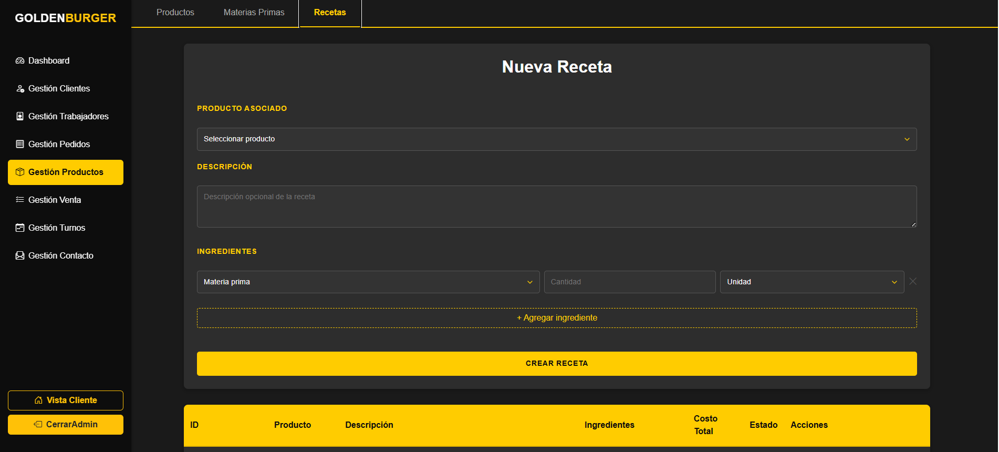 GOLDENBURGER
Dashboard
Gestión Clientes
Gestión Trabajadores
Gestión Pedidos
Gestión Productos
Gestión Venta
Gestión Turnos
Gestión Contacto
Vista Cliente
CerrarAdmin
Productos
Materias Primas
Recetas
Nueva Receta
PRODUCTO ASOCIADO
Seleccionar producto
DESCRIPCIÓN
Descripción opcional de la receta
INGREDIENTES
Materia prima
Cantidad
Unidad
+ Agregar ingrediente
CREAR RECETA
ID
Producto
Descripción
Ingredientes
Costo
Total
Estado
Acciones